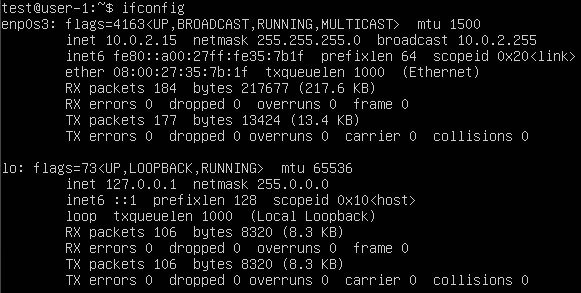 test@user-1:~$ ifconfig
enp0s3: flags=4163<UP,BROADCAST,RUNNING,MULTICAST>  mtu 1500
        inet 10.0.2.15  netmask 255.255.255.0  broadcast 10.0.2.255
        inet6 fe80::a00:27ff:fe35:7b1f  prefixlen 64  scopeid 0x20<link>
        ether 08:00:27:35:7b:1f  txqueuelen 1000  (Ethernet)
        RX packets 184  bytes 217677 (217.6 KB)
        RX errors 0  dropped 0  overruns 0  frame 0
        TX packets 177  bytes 13424 (13.4 KB)
        TX errors 0  dropped 0 overruns 0  carrier 0  collisions 0
lo: flags=73<UP,LOOPBACK,RUNNING>  mtu 65536
        inet 127.0.0.1  netmask 255.0.0.0
        inet6 ::1  prefixlen 128  scopeid 0x10<host>
        loop  txqueuelen 1000  (Local Loopback)
        RX packets 106  bytes 8320 (8.3 KB)
        RX errors 0  dropped 0  overruns 0  frame 0
        TX packets 106  bytes 8320 (8.3 KB)
        TX errors 0  dropped 0 overruns 0  carrier 0  collisions 0